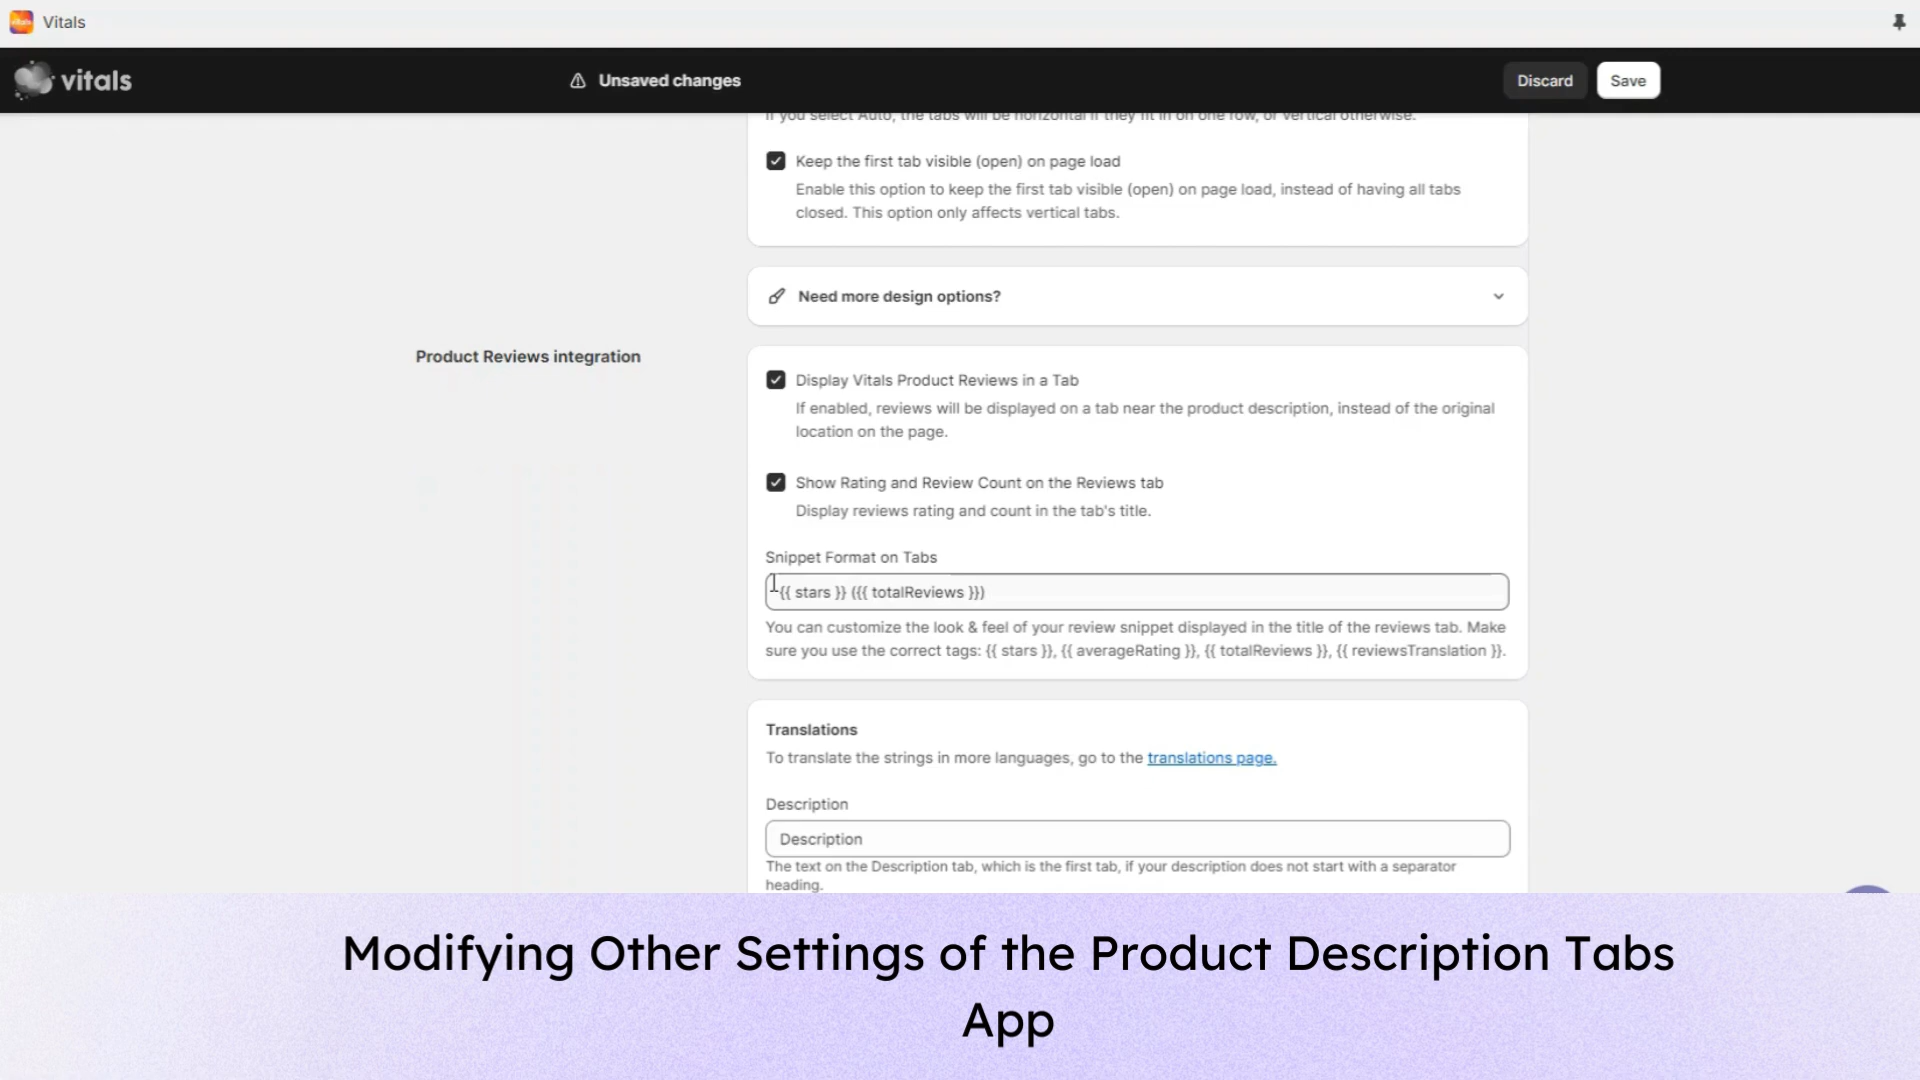 Vitals
vitals
Unsaved changes
Discard
Save
If you select Auto, the tabs will be horizontal if they fit in on one row, or vertical otherwise.
Keep the first tab visible (open) on page load
Enable this option to keep the first tab visible (open) on page load, instead of having all tabs
closed. This option only affects vertical tabs.
Need more design options?
Product Reviews integration
Display Vitals Product Reviews in a Tab
If enabled, reviews will be displayed on a tab near the product description, instead of the original
location on the page.
Show Rating and Review Count on the Reviews tab
Display reviews rating and count in the tab's title.
Snippet Format on Tabs
{{ stars }} ({{ totalReviews }})
You can customize the look & feel of your review snippet displayed in the title of the reviews tab. Make
sure you use the correct tags: {{ stars }}, {{ averageRating }}, {{ totalReviews }}, {{ reviewsTranslation }}.
Translations
To translate the strings in more languages, go to the translations page.
Description
Description
The text on the Description tab, which is the first tab, if your description does not start with a separator
heading.
Modifying Other Settings of the Product Description Tabs
App